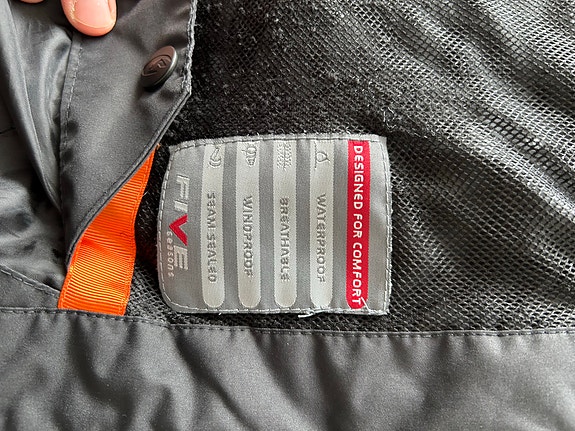 DESIGNED FOR COMFORT
WATERPROOF
BREATHABLE
WINDPROOF
SEAM-SEALED
FIVE
seasons